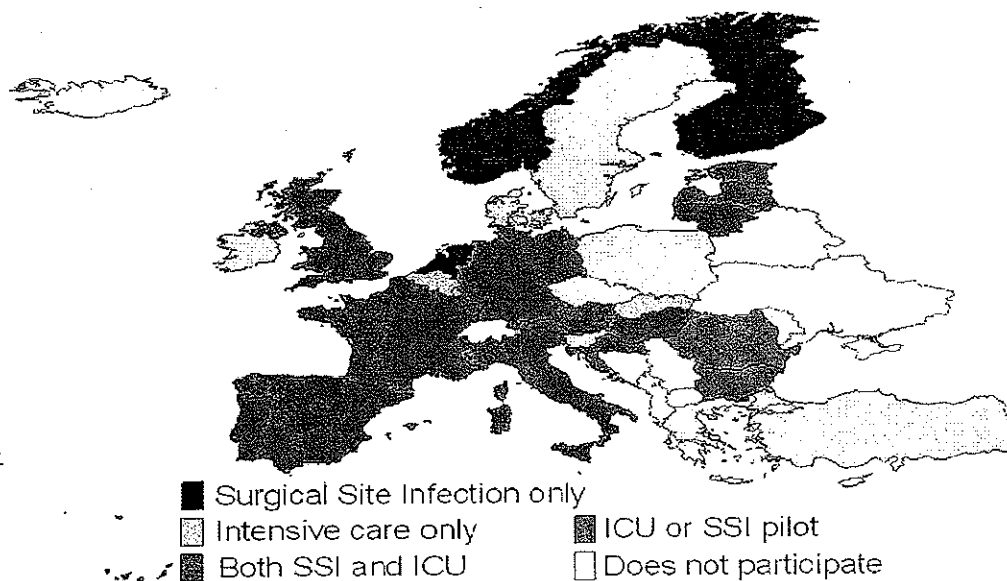 Surgical Site Infection only
Intensive care only
ICU or SSI pilot
Both SSI and ICU
Does not participate